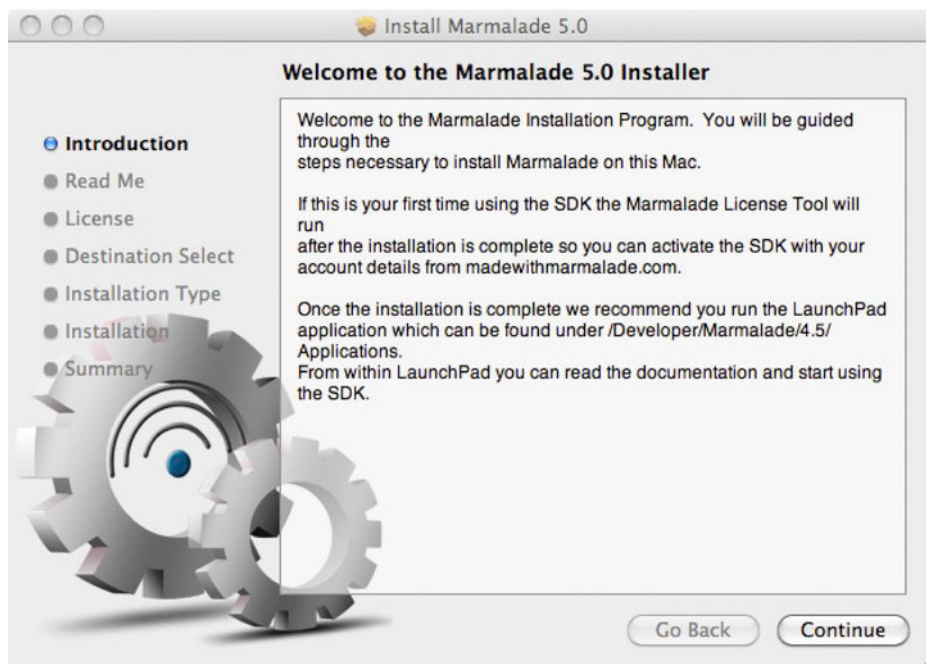 Install Marmalade 5.0
Welcome to the Marmalade 5.0 Installer
Introduction
Read Me
License
Destination Select
Installation Type
Installation
Summary
Welcome to the Marmalade Installation Program.  You will be guided
through the
steps necessary to install Marmalade on this Mac.
If this is your first time using the SDK the Marmalade License Tool will
run
after the installation is complete so you can activate the SDK with your
account details from madewithmarmalade.com.
Once the installation is complete we recommend you run the LaunchPad
application which can be found under /Developer/Marmalade/4.5/
Applications.
From within LaunchPad you can read the documentation and start using
the SDK.
Go Back
Continue